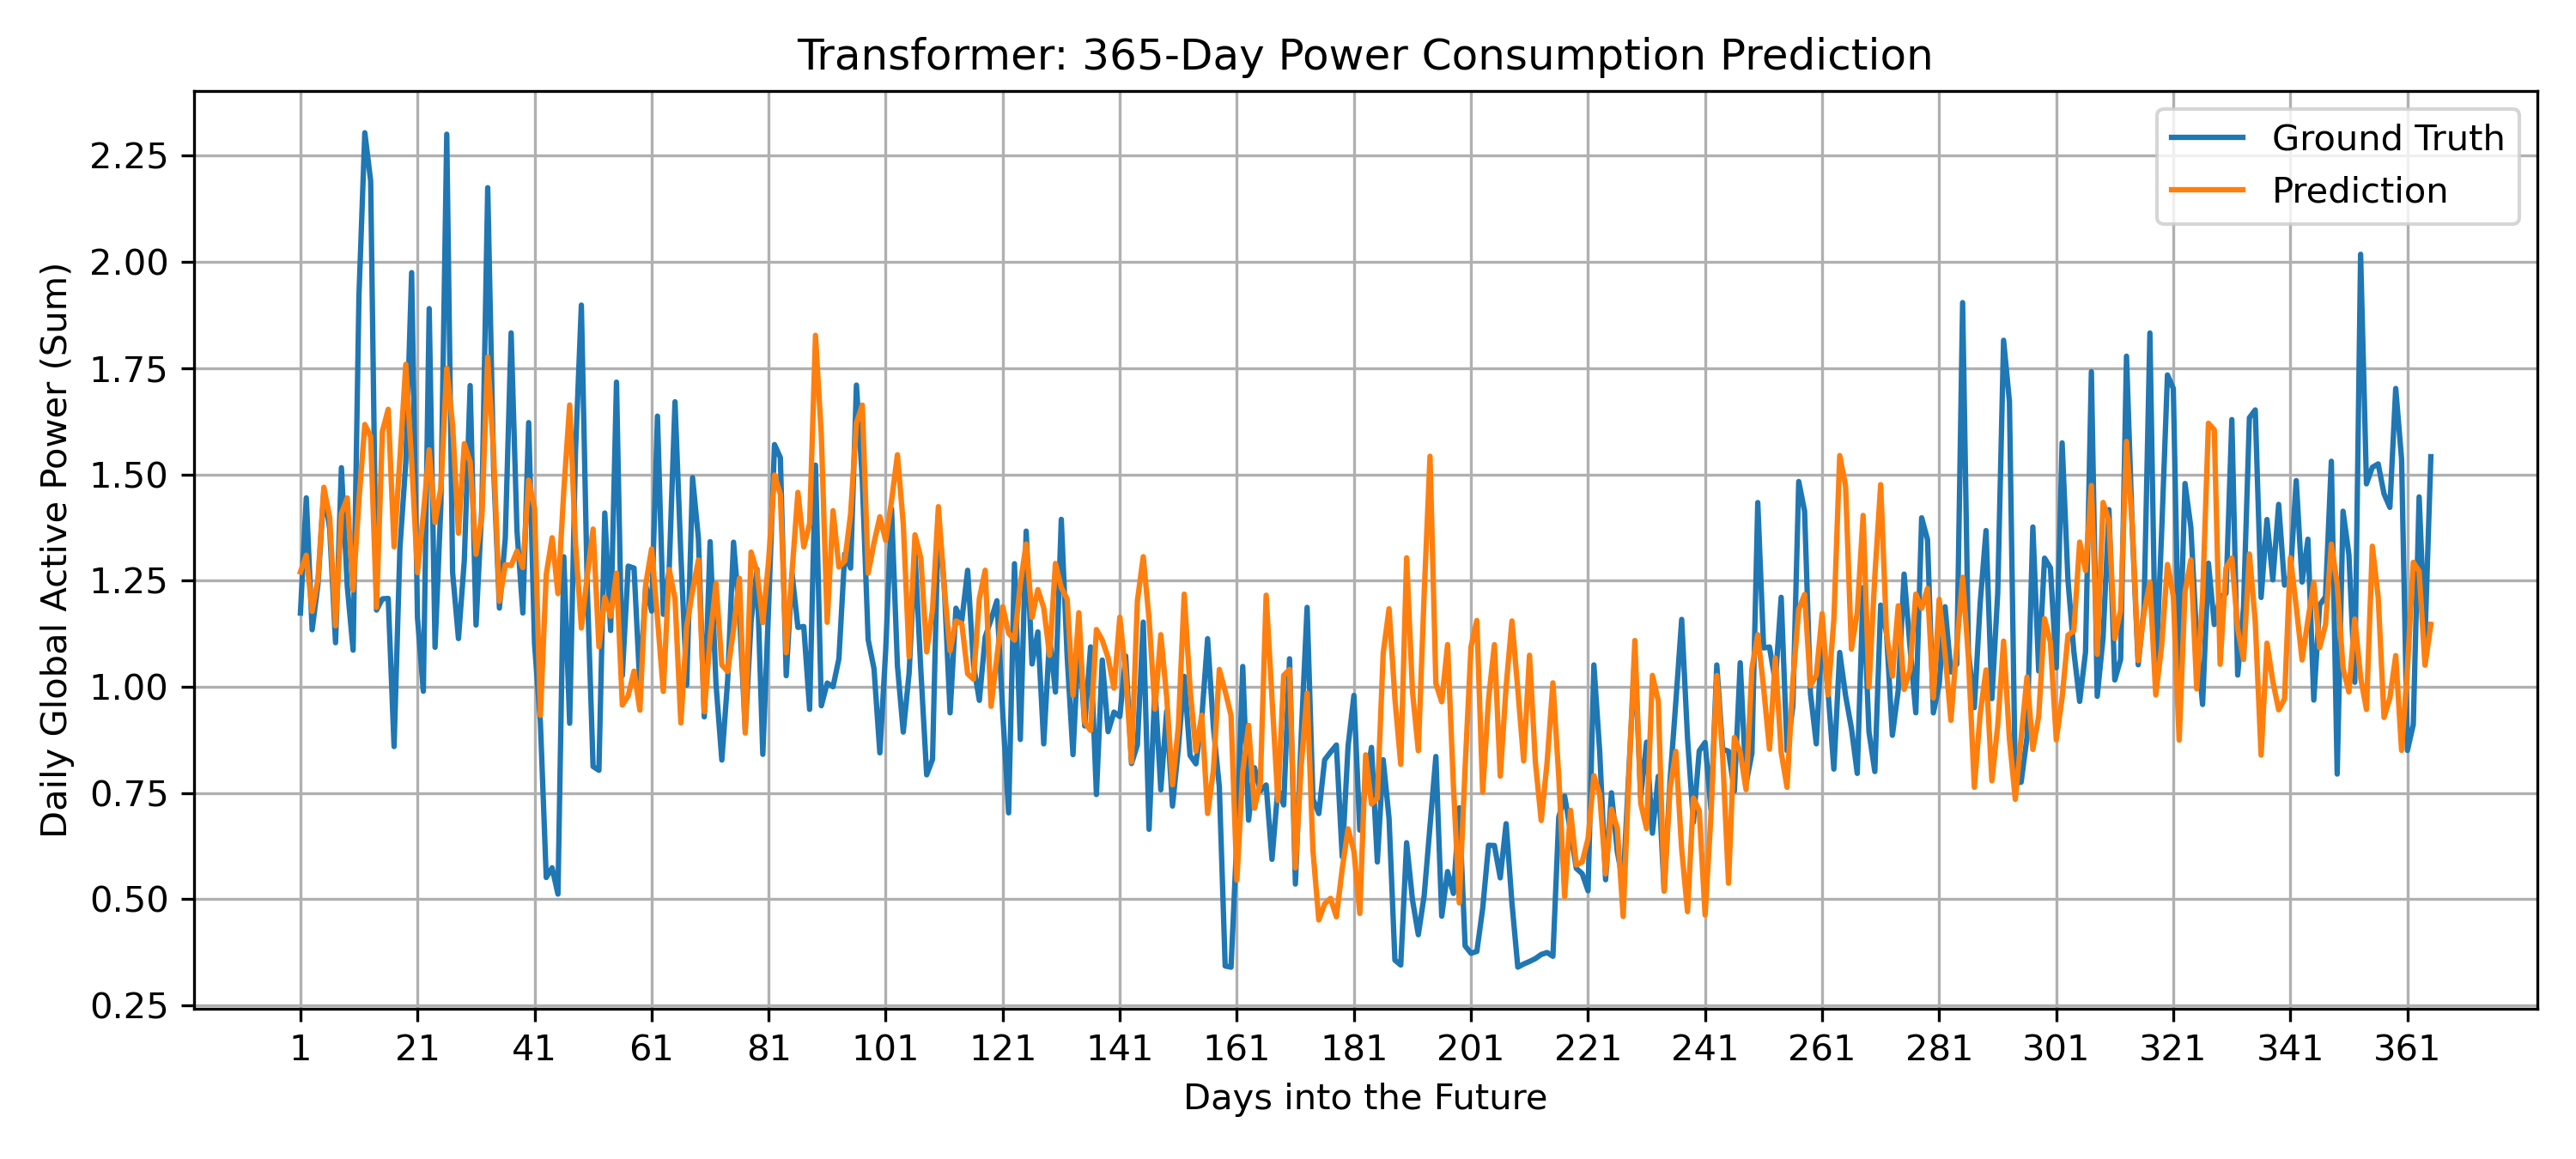 Transformer: 365-Day Power Consumption Prediction
Ground Truth
Prediction
Daily Global Active Power (Sum)
2.25
2.00
1.75
1.50
1.25
1.00
0.75
0.50
0.25
1 21 41 61 81 101 121 141 161 181 201 221 241 261 281 301 321 341 361
Days into the Future